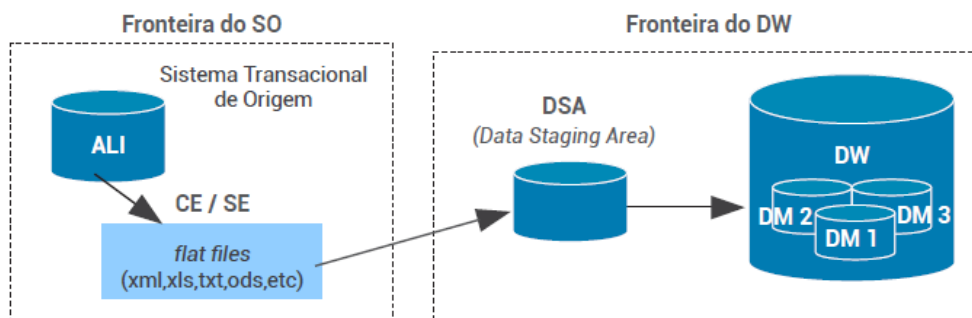 Fronteira do SO
Sistema Transacional
de Origem
ALI
CE / SE
flat files
(xml,xls,txt,ods,etc)
Fronteira do DW
DSA
(Data Staging Area)
DW
DM 2
DM 3
DM 1